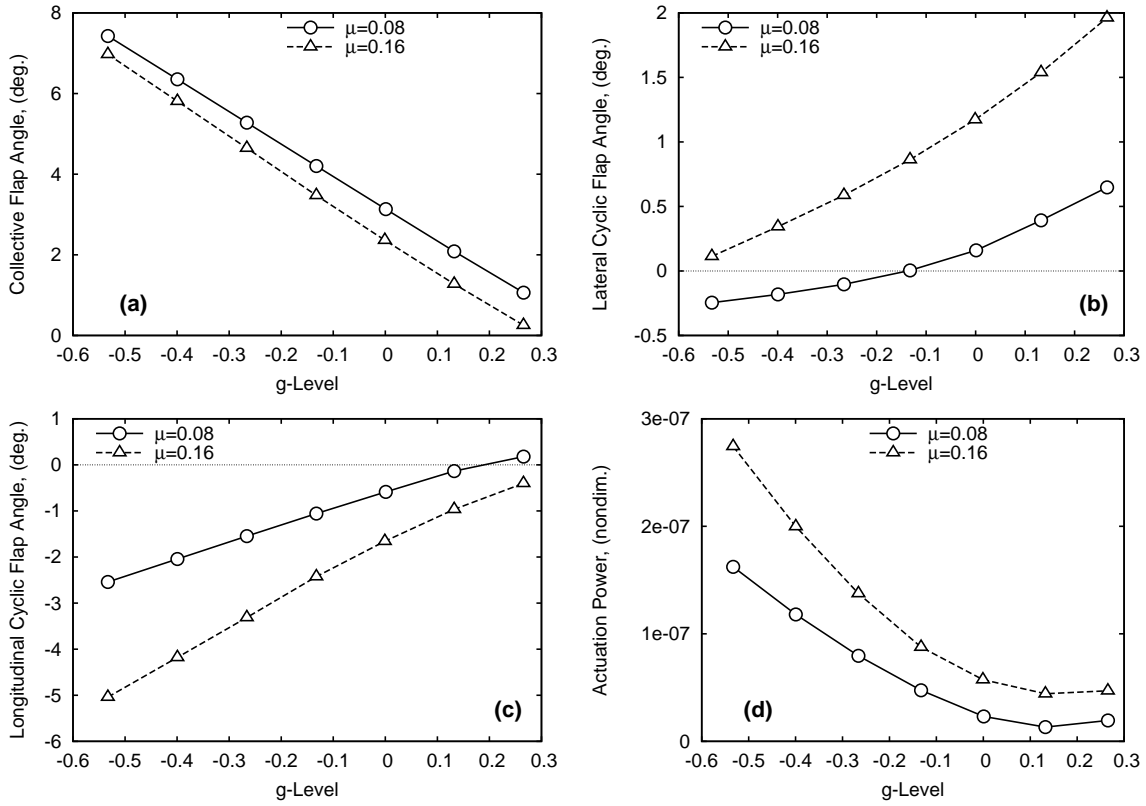 8
6
4
2
0
Collective Flap Angle, (deg.)
μ=0.08
μ=0.16
(a)
-0.6 -0.5 -0.4 -0.3 -0.2 -0.1 0 0.1 0.2 0.3
g-Level
2
1.5
1
0.5
0
-0.5
Lateral Cyclic Flap Angle, (deg.)
μ=0.08
μ=0.16
(b)
-0.6 -0.5 -0.4 -0.3 -0.2 -0.1 0 0.1 0.2 0.3
g-Level
1
0
-1
-2
-3
-4
-5
-6
Longitudinal Cyclic Flap Angle, (deg.)
μ=0.08
μ=0.16
(c)
-0.6 -0.5 -0.4 -0.3 -0.2 -0.1 0 0.1 0.2 0.3
g-Level
3e-07
2e-07
1e-07
0
Actuation Power, (nondim.)
μ=0.08
μ=0.16
(d)
-0.6 -0.5 -0.4 -0.3 -0.2 -0.1 0 0.1 0.2 0.3
g-Level